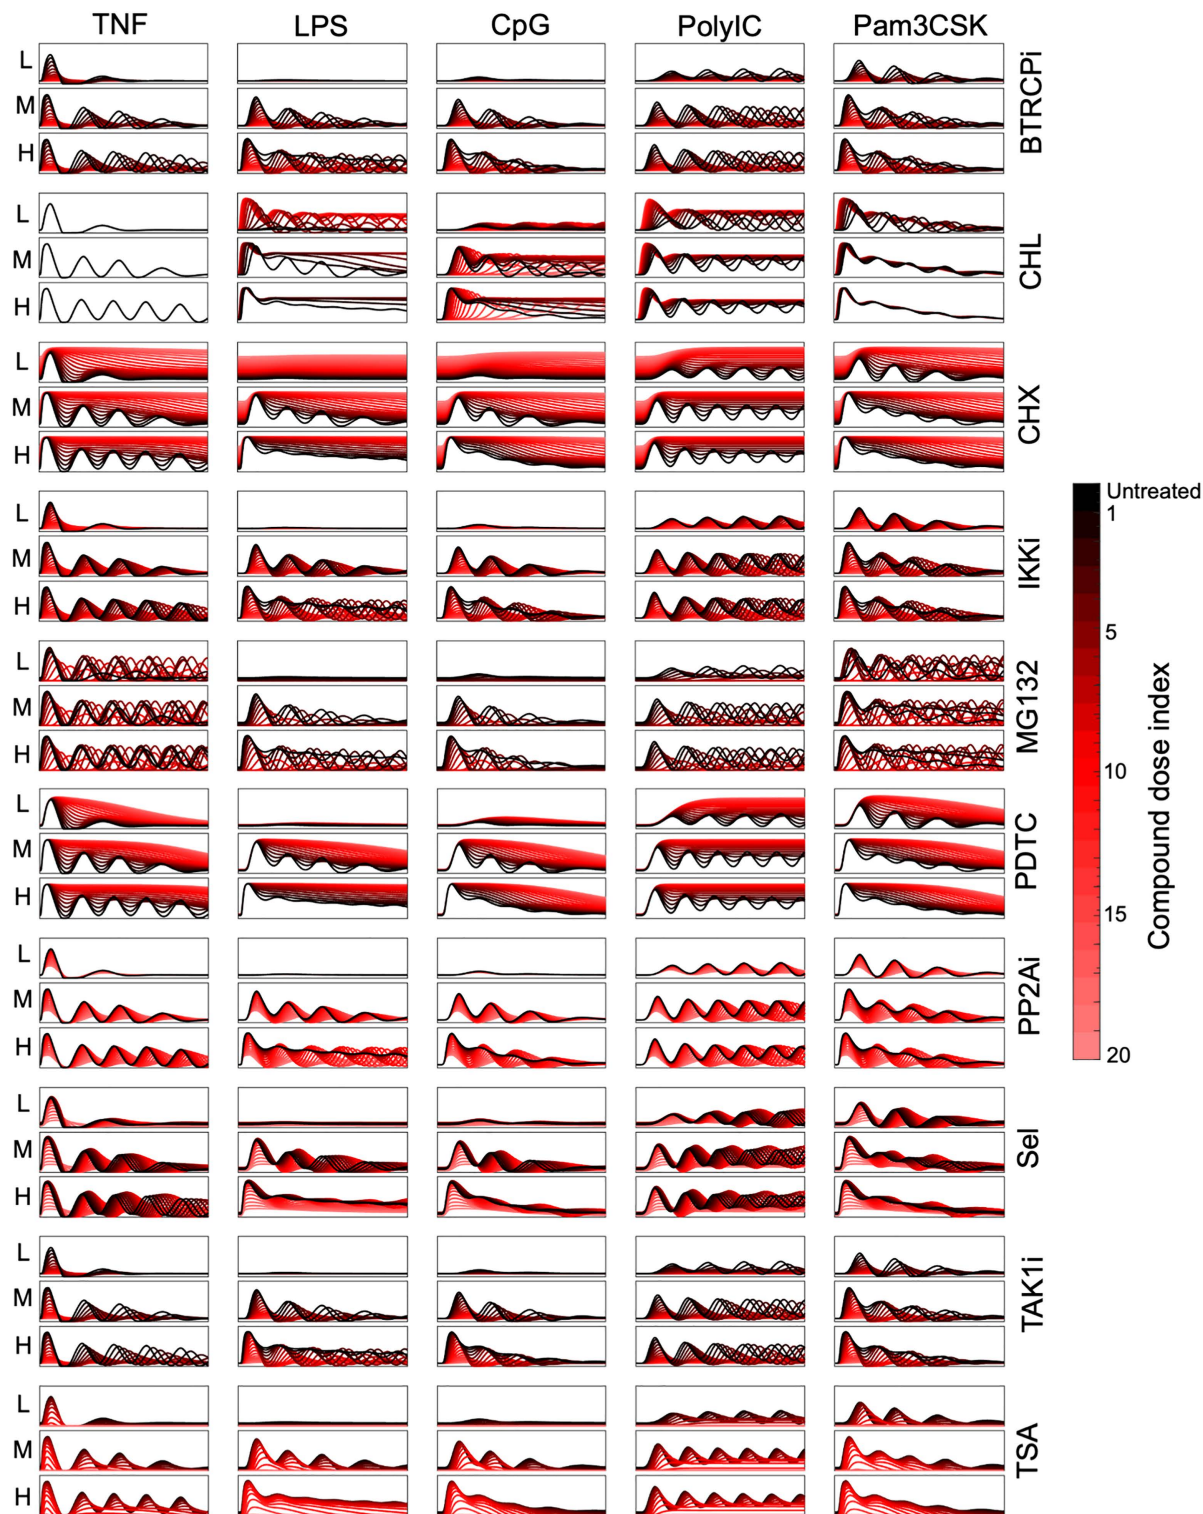 TNF LPS CpG PolyIC Pam3CSK
L
M
H
BTRCPi
L
M
H
CHL
L
M
H
CHX
L
M
H
IKKi
L
M
H
MG132
L
M
H
PDTC
L
M
H
PP2Ai
L
M
H
Sel
L
M
H
TAK1i
L
M
H
TSA
Untreated
1
5
10
15
20
Compound dose index